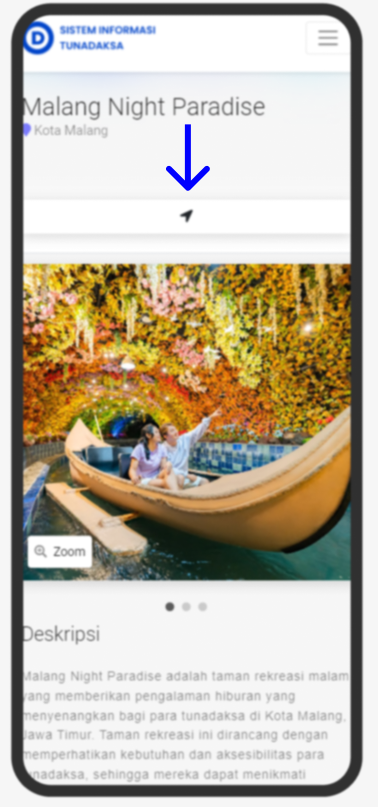 SISTEM INFORMASI
TUNADAKSA
Malang Night Paradise
Kota Malang
Zoom
Deskripsi
Malang Night Paradise adalah taman rekreasi malam
yang memberikan pengalaman hiburan yang
menyenangkan bagi para tunadaksa di Kota Malang,
Jawa Timur. Taman rekreasi ini dirancang dengan
memperhatikan kebutuhan dan aksesibilitas para
tunadaksa, sehingga mereka dapat menikmati